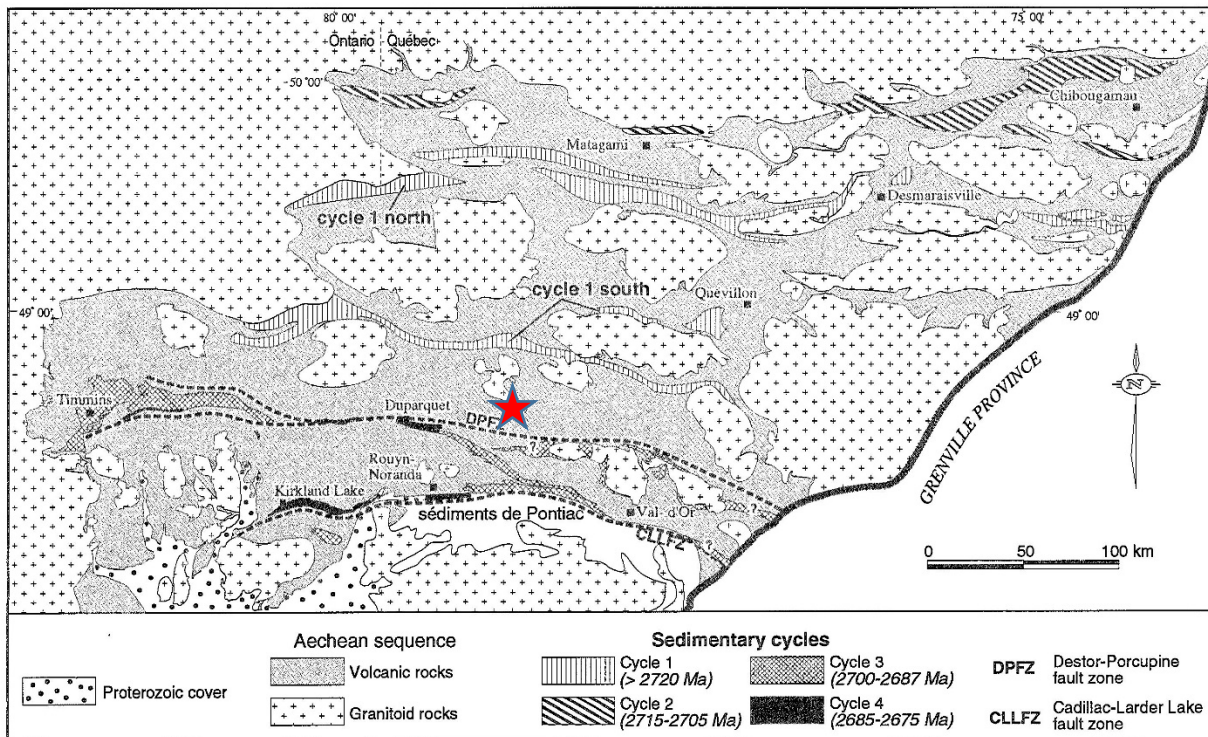 80° 00'
75° 00'
Ontario Québec
50° 00'
Chibougamau
Matagami
cycle 1 north
Desmaraisville
cycle 1 south
Quévillon
49° 00'
49° 00'
Timmins
Duparquet
DPF
GRENVILLE PROVINCE
N
?
Rouyn-
Noranda
Kirkland Lake
Val-d'Or
?
sédiments de Pontiac
CLLFZ
?
0 50 100 km
Aechean sequence
Sedimentary cycles
Proterozoic cover
Volcanic rocks
Granitoid rocks
Cycle 1
(> 2720 Ma)
Cycle 2
(2715-2705 Ma)
Cycle 3
(2700-2687 Ma)
Cycle 4
(2685-2675 Ma)
DPFZ Destor-Porcupine
fault zone
CLLFZ Cadillac-Larder Lake
fault zone